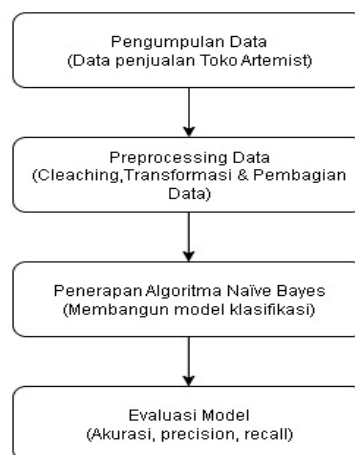 Pengumpulan Data
(Data penjualan Toko Artemist)
Preprocessing Data
(Cleaching,Transformasi & Pembagian
Data)
Penerapan Algoritma Naïve Bayes
(Membangun model klasifikasi)
Evaluasi Model
(Akurasi, precision, recall)